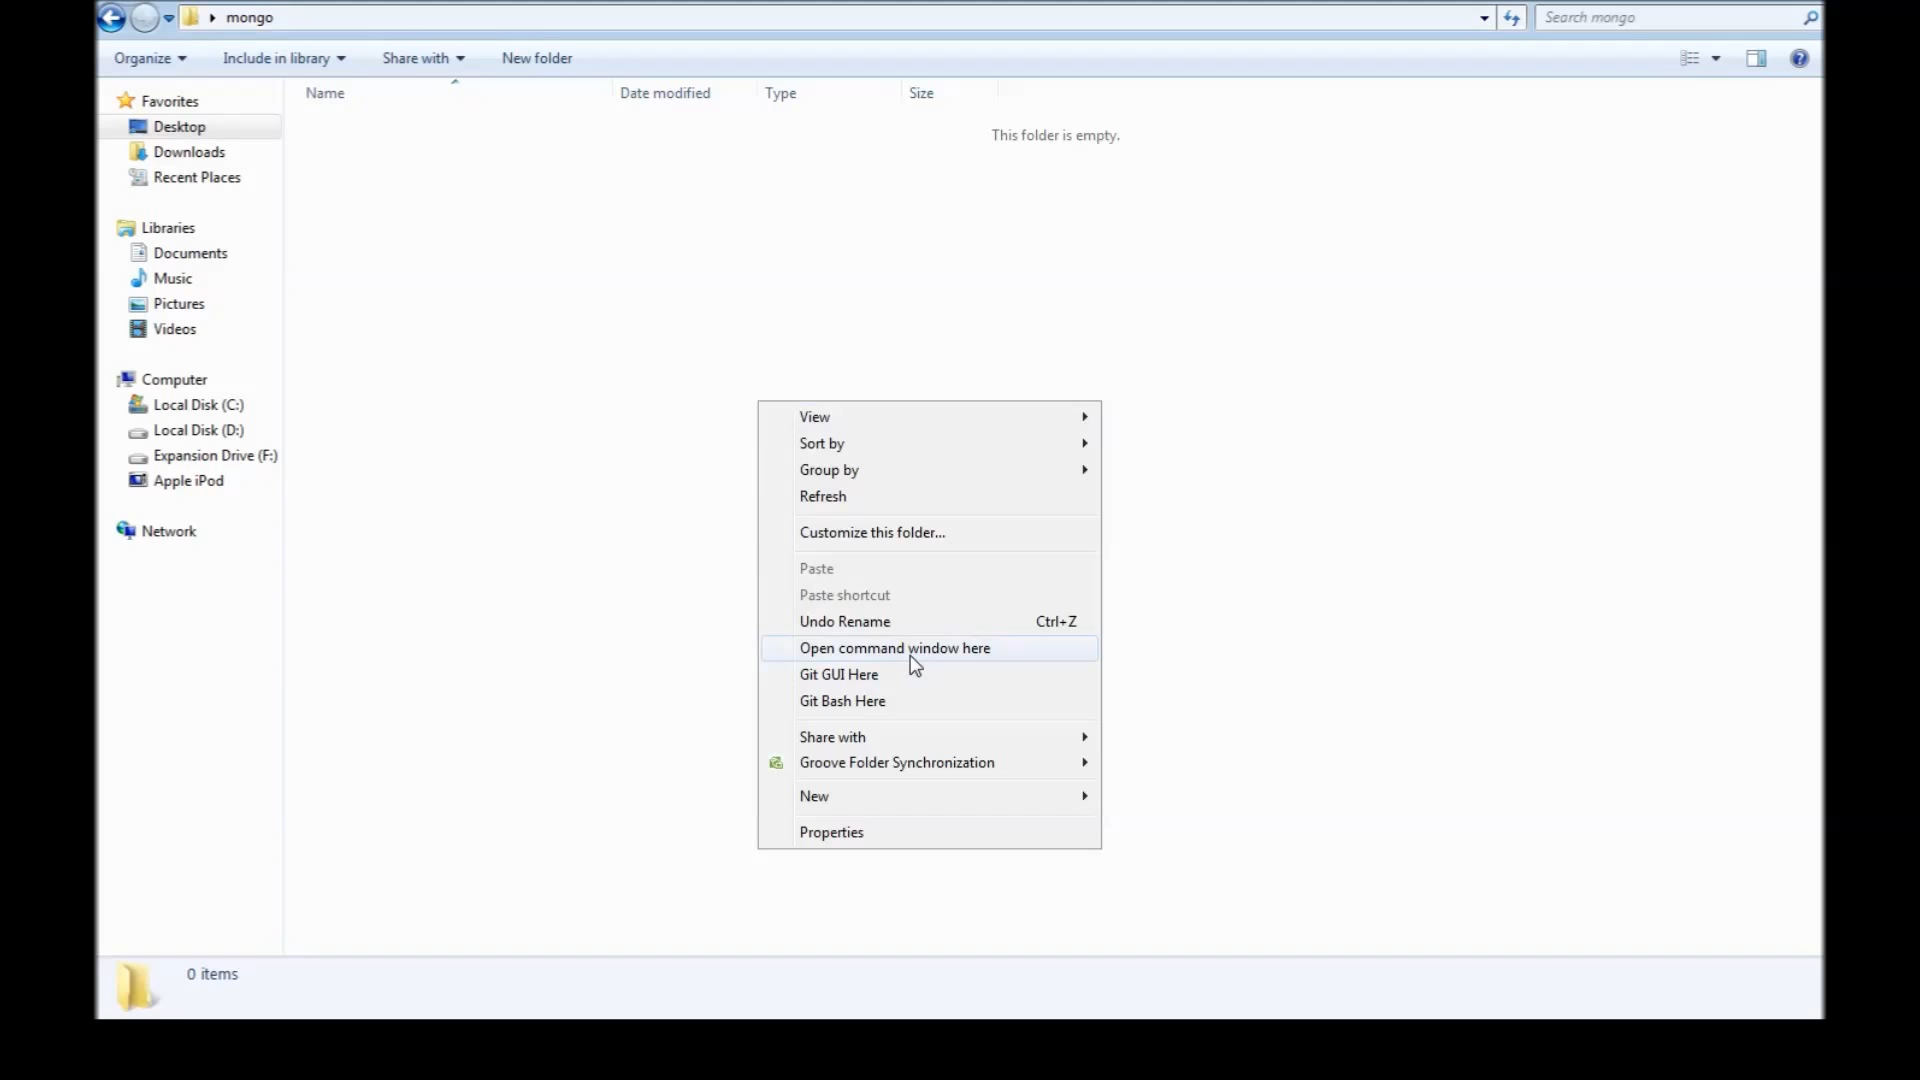 mongo
Search mongo
Organize
Include in library
Share with
New folder
Name
Date modified
Type
Size
This folder is empty.
Favorites
Desktop
Downloads
Recent Places
Libraries
Documents
Music
Pictures
Videos
Computer
Local Disk (C:)
Local Disk (D:)
Expansion Drive (F:)
Apple iPod
Network
View
Sort by
Group by
Refresh
Customize this folder...
Paste
Paste shortcut
Undo Rename Ctrl+Z
Open command window here
Git GUI Here
Git Bash Here
Share with
Groove Folder Synchronization
New
Properties
0 items